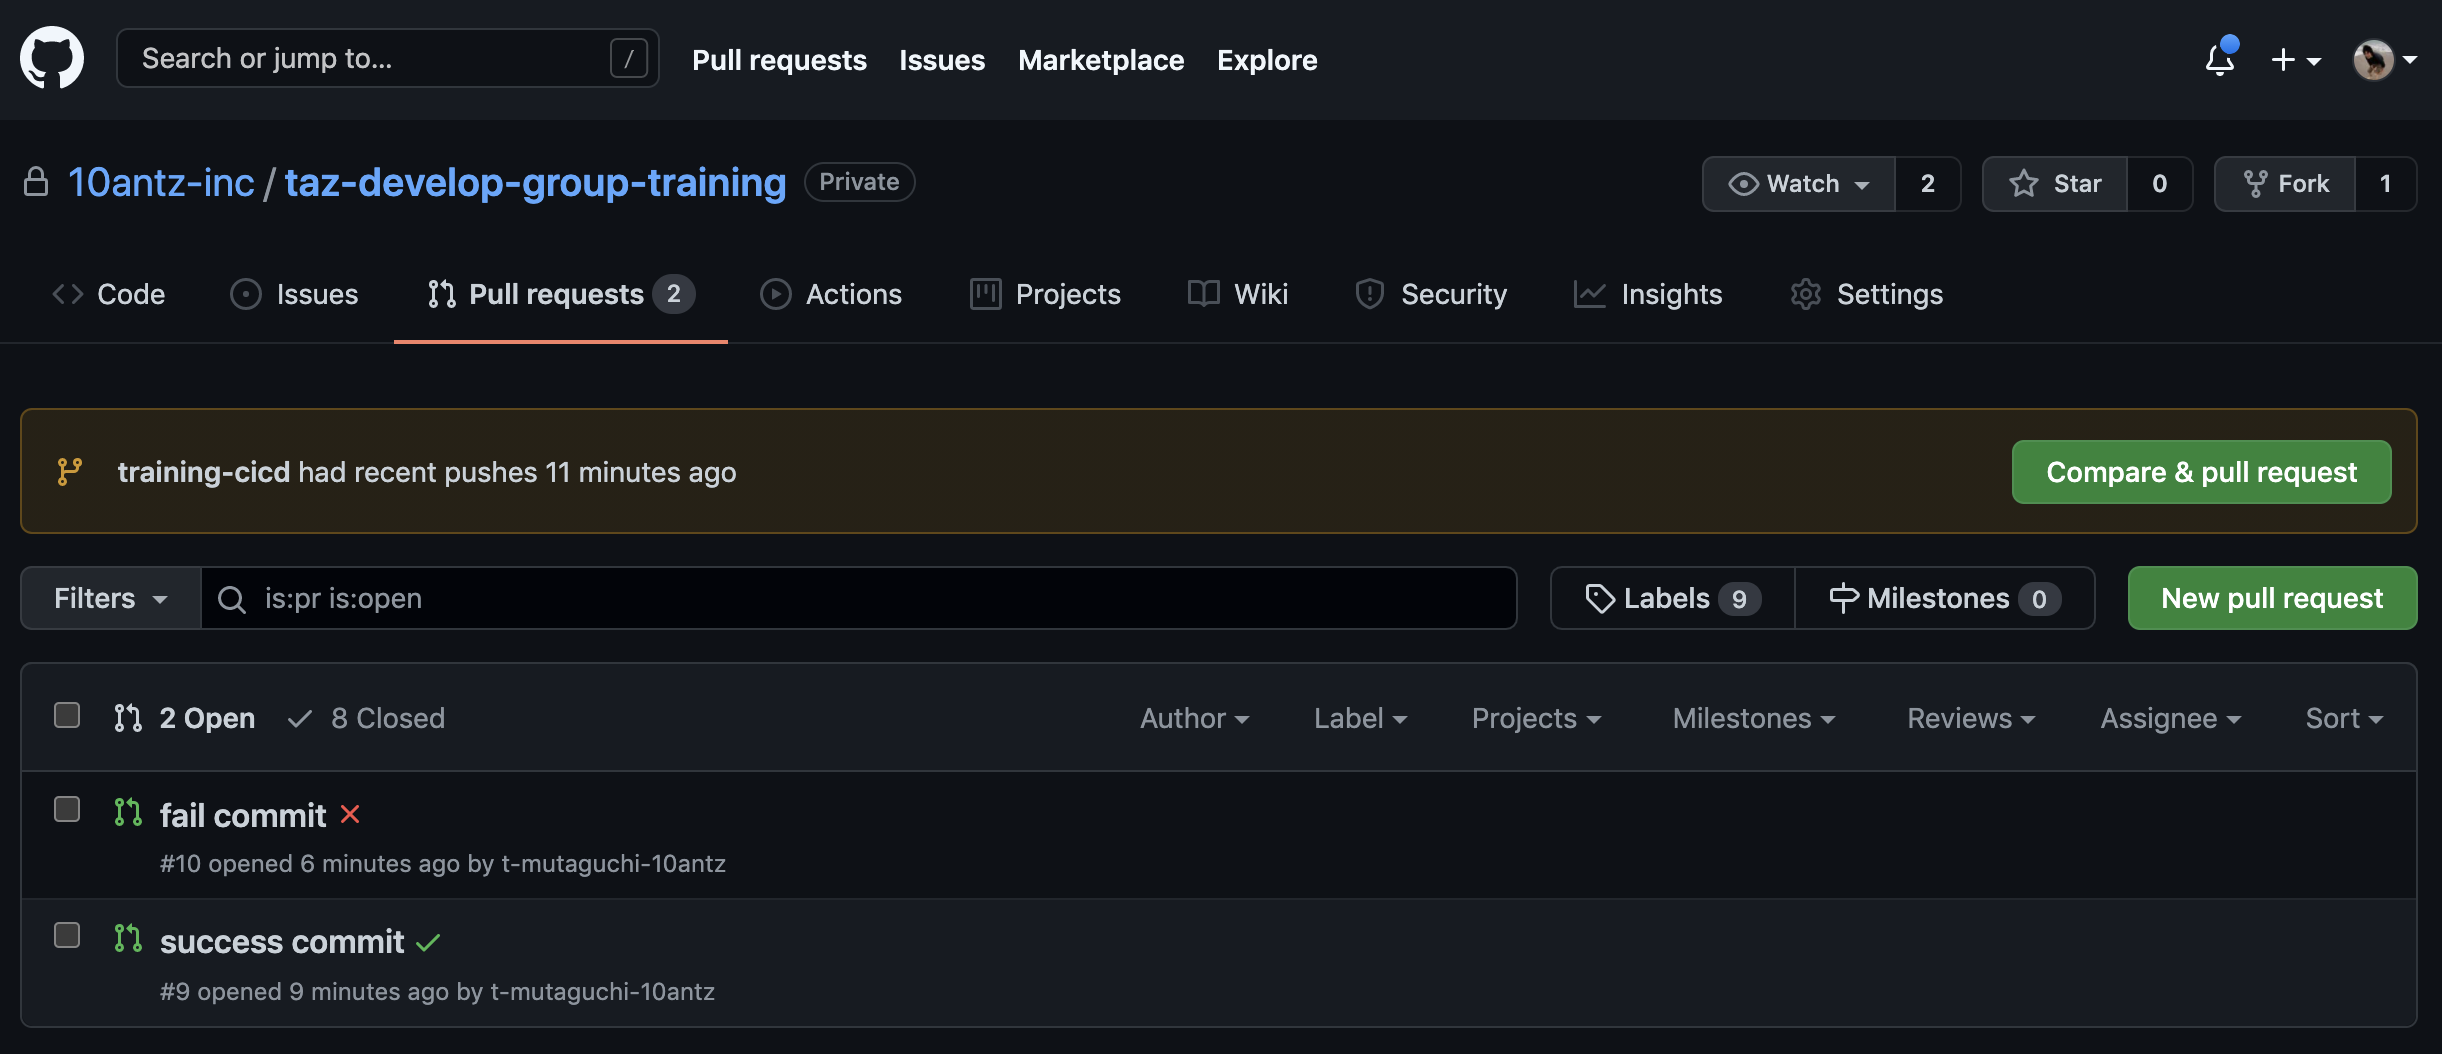 Search or jump to... / Pull requests Issues Marketplace Explore
10antz-inc / taz-develop-group-training Private Watch 2 Star 0 Fork 1
Code Issues Pull requests 2 Actions Projects Wiki Security Insights Settings
training-cicd had recent pushes 11 minutes ago Compare & pull request
Filters is:pr is:open Labels 9 Milestones 0 New pull request
2 Open 8 Closed Author Label Projects Milestones Reviews Assignee Sort
fail commit
#10 opened 6 minutes ago by t-mutaguchi-10antz
success commit
#9 opened 9 minutes ago by t-mutaguchi-10antz